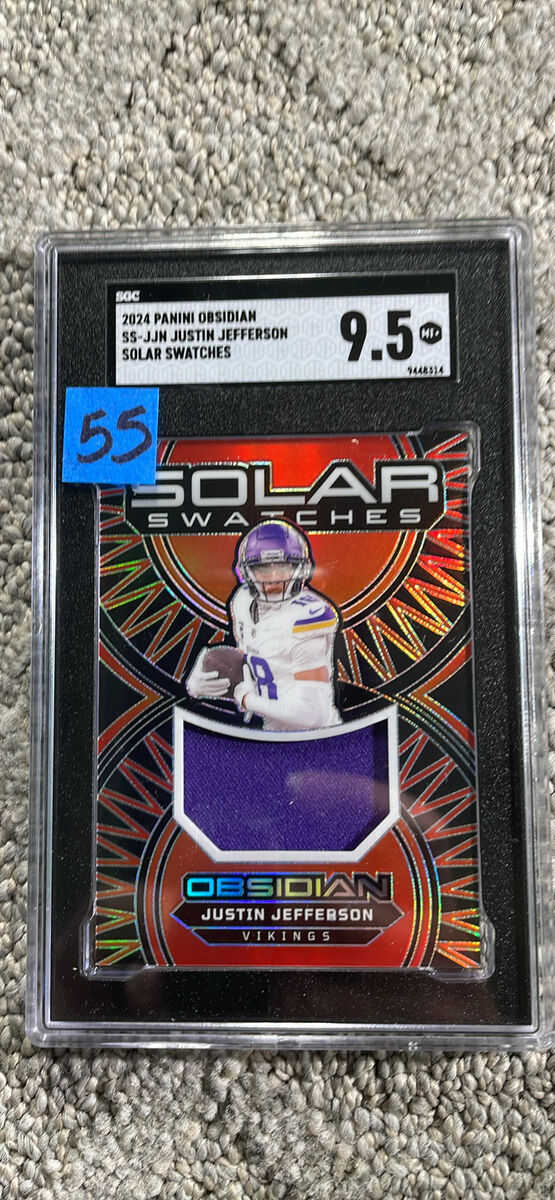 SGC
2024 PANINI OBSIDIAN
SS-JJN JUSTIN JEFFERSON
SOLAR SWATCHES
9.5
MT+
9448314
55
SOLAR
SWATCHES
18
18
OBSIDIAN
JUSTIN JEFFERSON
VIKINGS